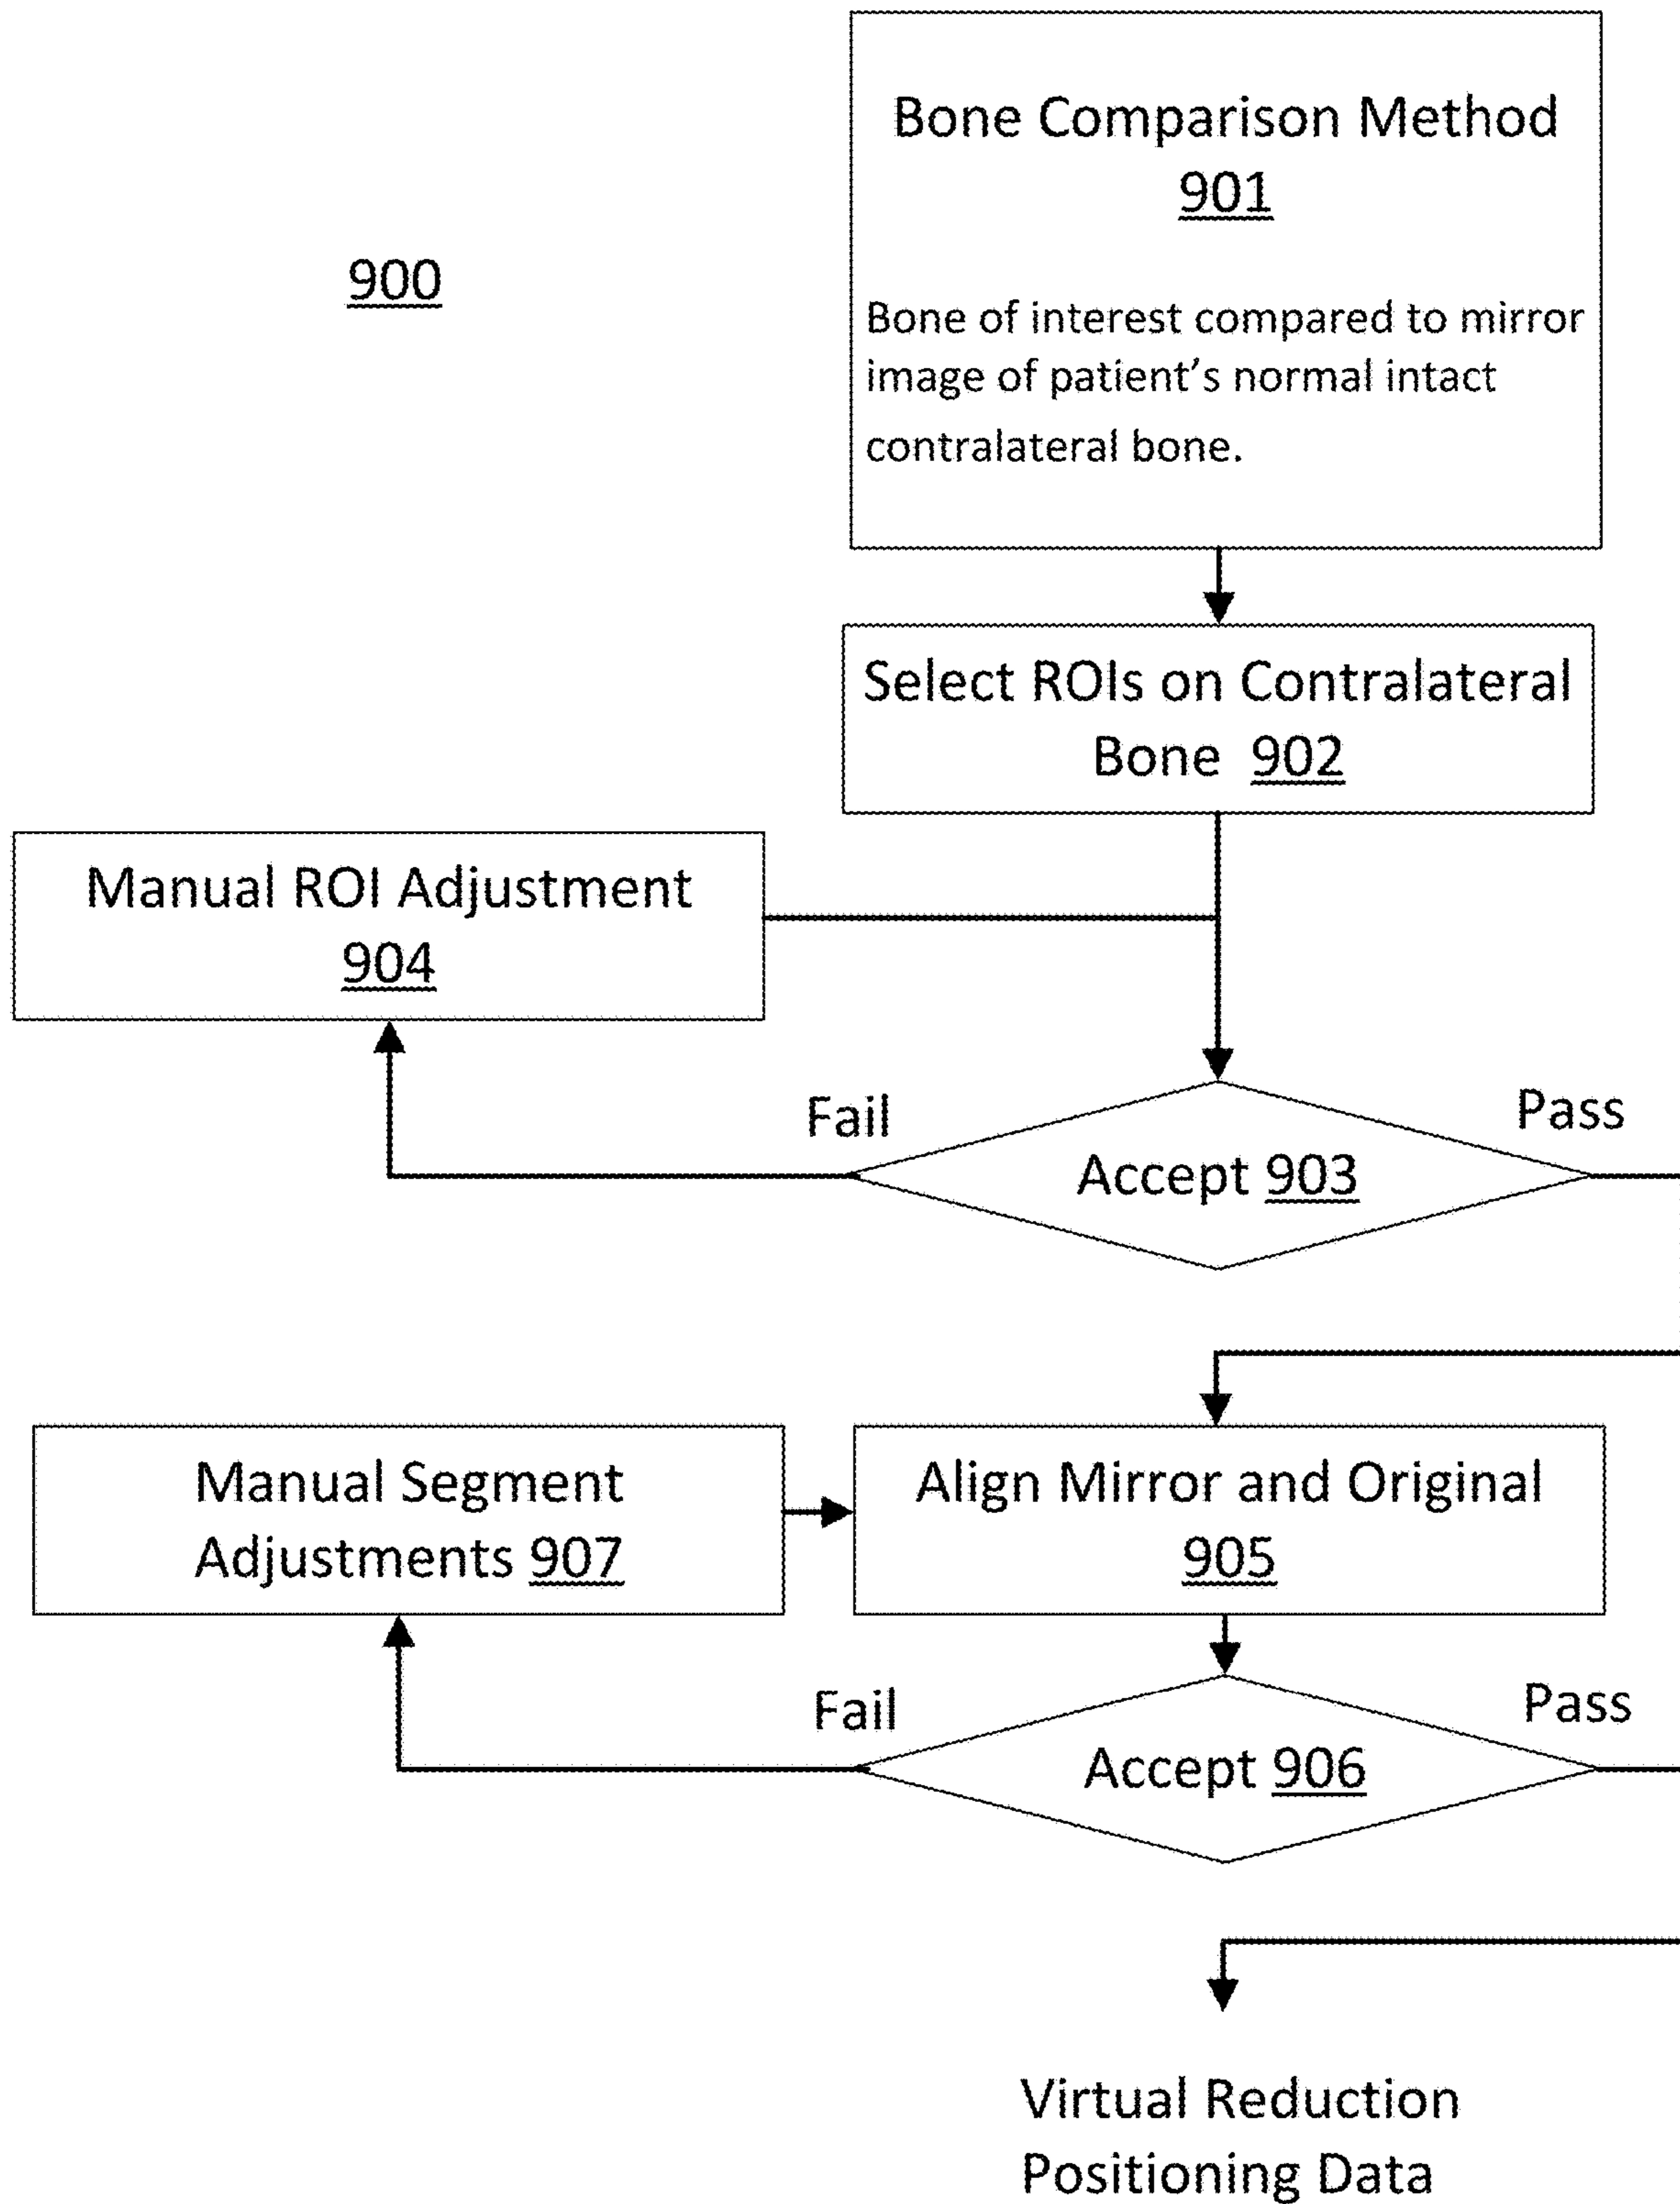 Bone Comparison Method
901
900
Bone of interest compared to mirror
image of patient's normal intact
contralateral bone.
Select ROIs on Contralateral
Bone 902
Manual ROI Adjustment
904
Fail
Pass
Accept 903
Manual Segment
Adjustments 907
Align Mirror and Original
905
Fail
Pass
Accept 906
Virtual Reduction
Positioning Data